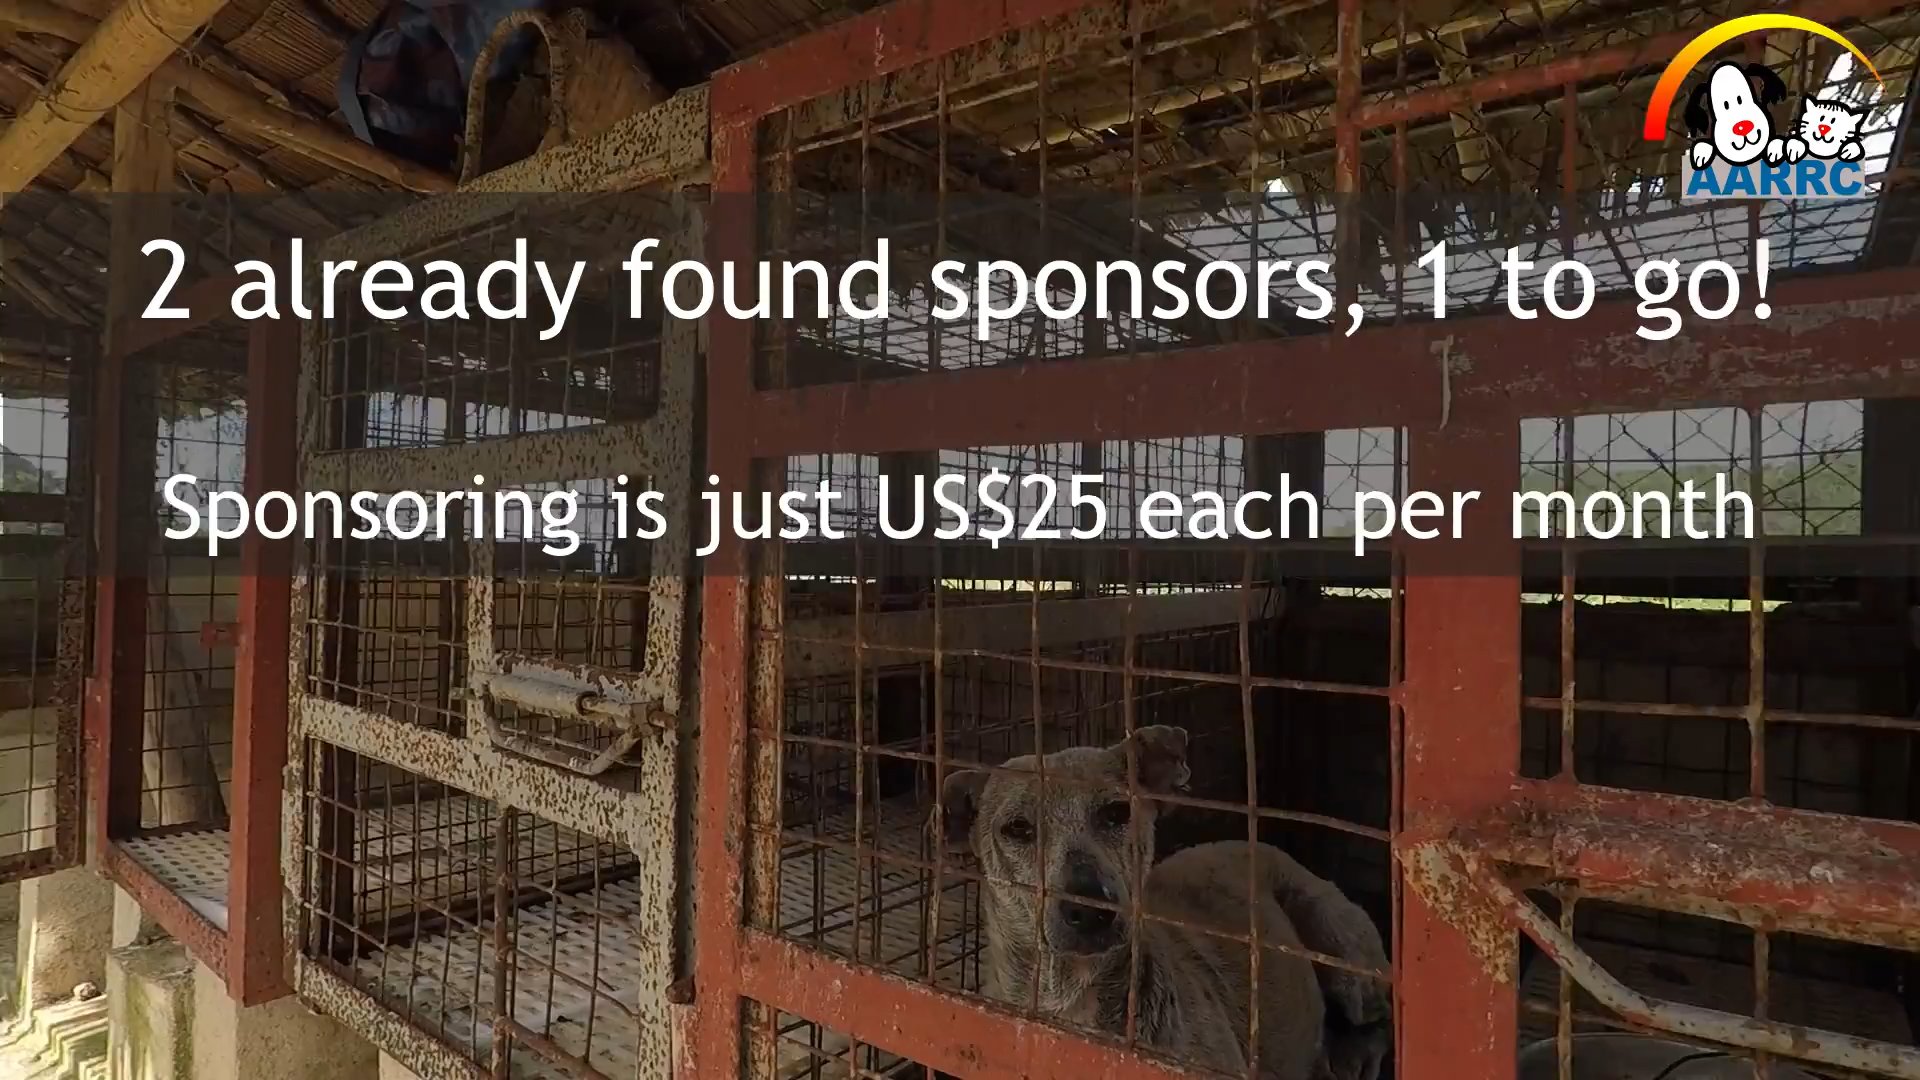 AARRC
2 already found sponsors, 1 to go!
Sponsoring is just US$25 each per month